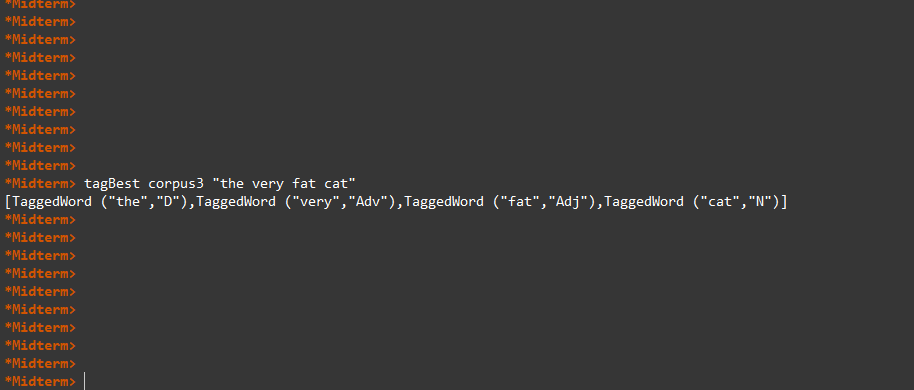 *Midterm>
*Midterm>
*Midterm>
*Midterm>
*Midterm>
*Midterm>
*Midterm>
*Midterm>
*Midterm>
*Midterm>
*Midterm> tagBest corpus3 "the very fat cat"
[TaggedWord ("the","D"),TaggedWord ("very","Adv"),TaggedWord ("fat","Adj"),TaggedWord ("cat","N")]
*Midterm>
*Midterm>
*Midterm>
*Midterm>
*Midterm>
*Midterm>
*Midterm>
*Midterm>
*Midterm>
*Midterm>